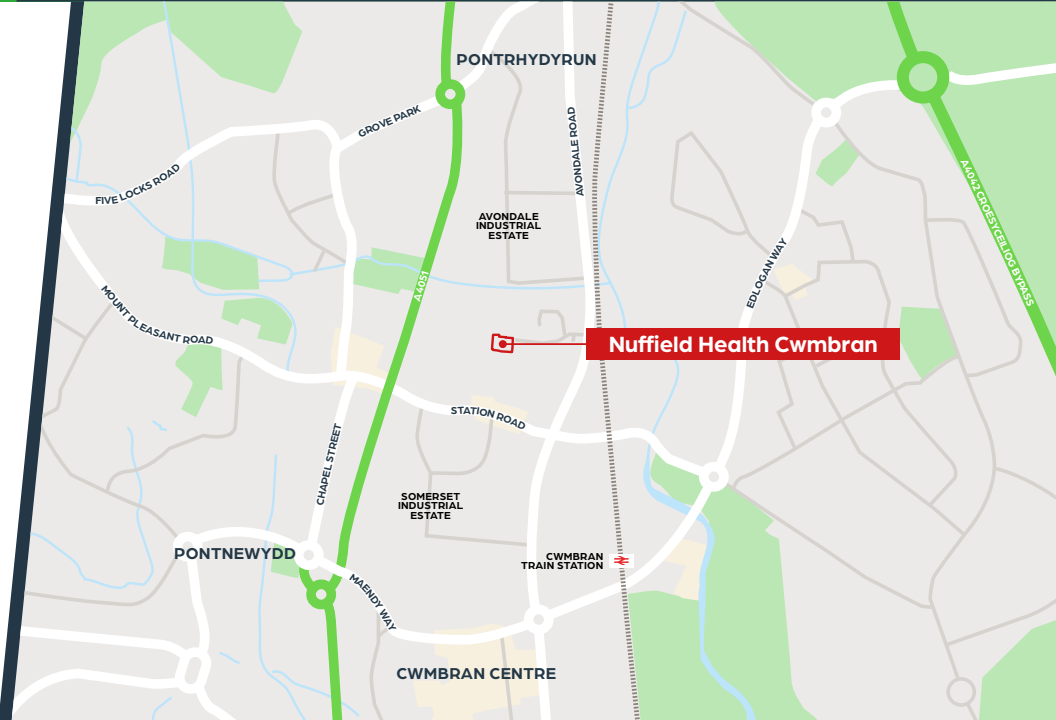 PONTRHYDYRUN
GROVE PARK
AVONDALE ROAD
FIVE LOCKS ROAD
A4042 CROESYCEILIOG BYPASS
AVONDALE
INDUSTRIAL
ESTATE
EDLOGAN WAY
A4051
MOUNT PLEASANT ROAD
Nuffield Health Cwmbran
STATION ROAD
CHAPEL STREET
SOMERSET
INDUSTRIAL
ESTATE
PONTNEWYDD
CWMBRAN
TRAIN STATION
MAENDY WAY
CWMBRAN CENTRE